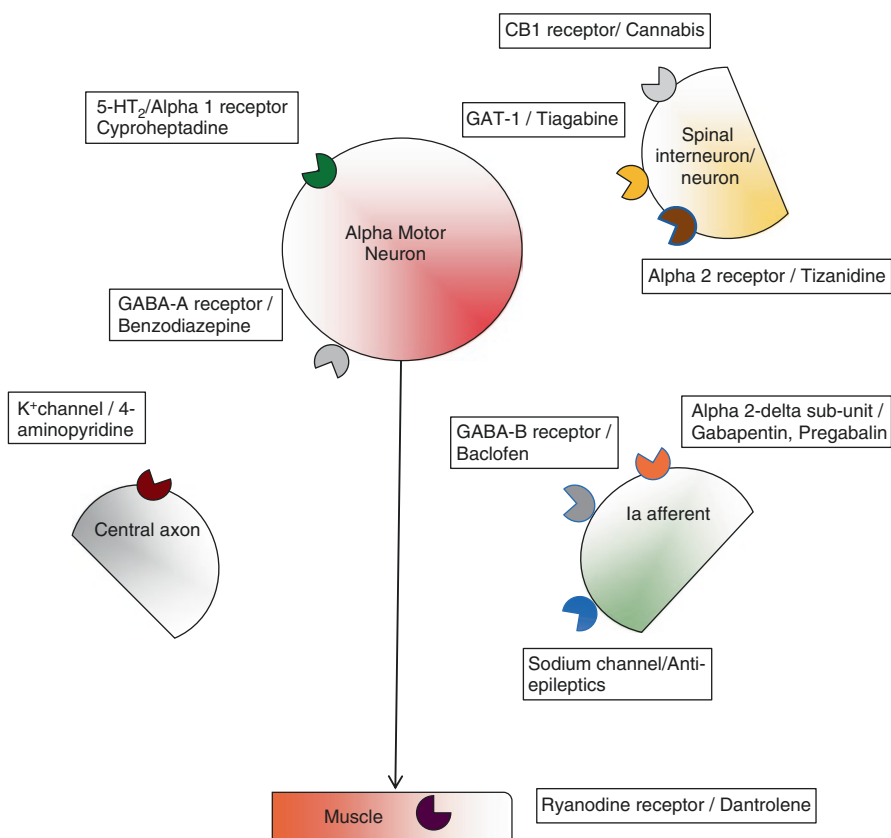 CB1 receptor/ Cannabis
5-HT₂/Alpha 1 receptor
Cyproheptadine
GAT-1 / Tiagabine
Spinal
interneuron/
neuron
Alpha Motor
Neuron
Alpha 2 receptor / Tizanidine
GABA-A receptor /
Benzodiazepine
K⁺channel / 4-
aminopyridine
Alpha 2-delta sub-unit /
Gabapentin, Pregabalin
GABA-B receptor /
Baclofen
Central axon
Ia afferent
Sodium channel/Anti-
epileptics
Ryanodine receptor / Dantrolene
Muscle